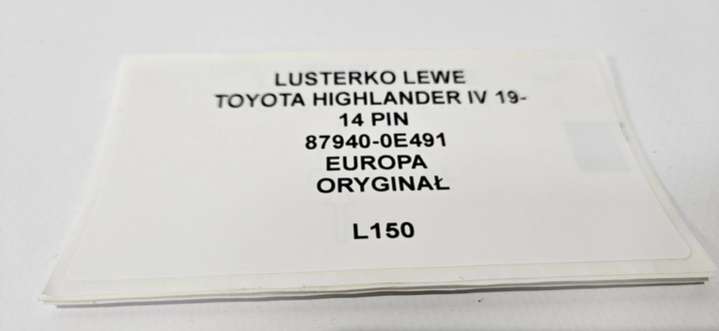 LUSTERKO LEWE
TOYOTA HIGHLANDER IV 19-
14 PIN
87940-0E491
EUROPA
ORYGINAŁ
L150